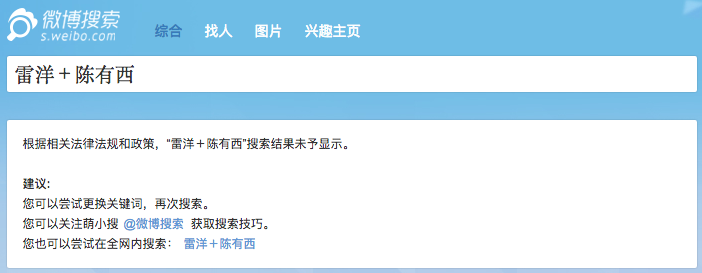 微博搜索
s.weibo.com
综合 找人 图片 兴趣主页
雷洋＋陈有西
根据相关法律法规和政策，“雷洋＋陈有西”搜索结果未予显示。
建议：
您可以尝试更换关键词，再次搜索。
您可以关注萌小搜 @微博搜索 获取搜索技巧。
您也可以尝试在全网内搜索： 雷洋＋陈有西